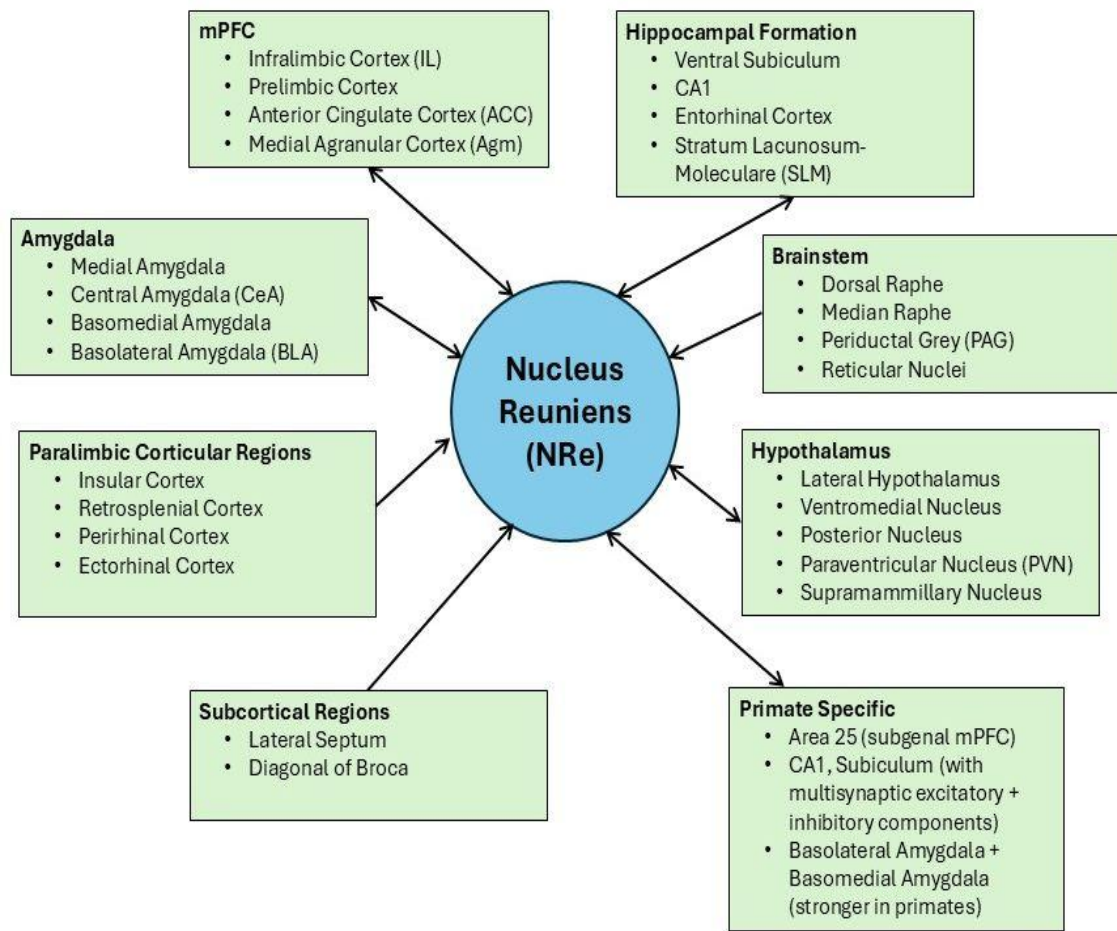 mPFC
• Infralimbic Cortex (IL)
• Prelimbic Cortex
• Anterior Cingulate Cortex (ACC)
• Medial Agranular Cortex (Agm)
Hippocampal Formation
• Ventral Subiculum
• CA1
• Entorhinal Cortex
• Stratum Lacunosum-
Moleculare (SLM)
Amygdala
• Medial Amygdala
• Central Amygdala (CeA)
• Basomedial Amygdala
• Basolateral Amygdala (BLA)
Brainstem
• Dorsal Raphe
• Median Raphe
• Periductal Grey (PAG)
• Reticular Nuclei
Nucleus
Reuniens
(NRe)
Paralimbic Corticular Regions
• Insular Cortex
• Retrosplenial Cortex
• Perirhinal Cortex
• Ectorhinal Cortex
Hypothalamus
• Lateral Hypothalamus
• Ventromedial Nucleus
• Posterior Nucleus
• Paraventricular Nucleus (PVN)
• Supramammillary Nucleus
Subcortical Regions
• Lateral Septum
• Diagonal of Broca
Primate Specific
• Area 25 (subgenal mPFC)
• CA1, Subiculum (with
multisynaptic excitatory +
inhibitory components)
• Basolateral Amygdala +
Basomedial Amygdala
(stronger in primates)